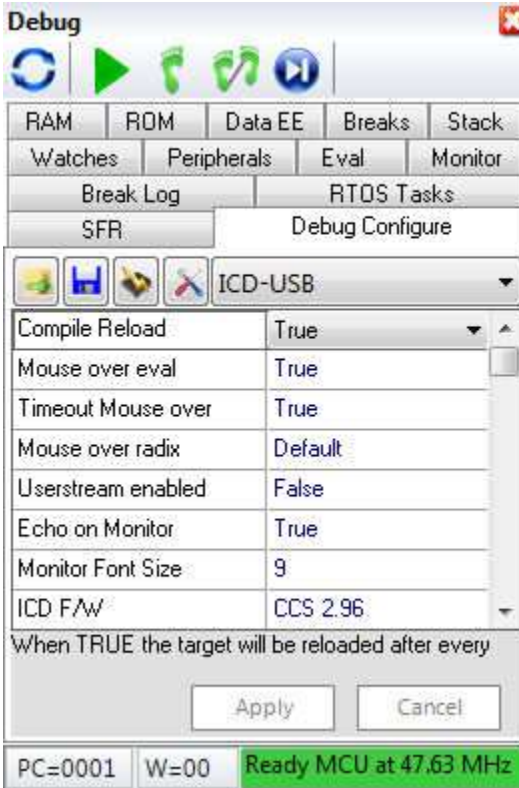 Debug
RAM ROM Data EE Breaks Stack
Watches Peripherals Eval Monitor
Break Log RTOS Tasks
SFR Debug Configure
ICD-USB
Compile Reload True
Mouse over eval True
Timeout Mouse over True
Mouse over radix Default
Userstream enabled False
Echo on Monitor True
Monitor Font Size 9
ICD F/W CCS 2.96
When TRUE the target will be reloaded after every
Apply Cancel
PC=0001 W=00 Ready MCU at 47.63 MHz